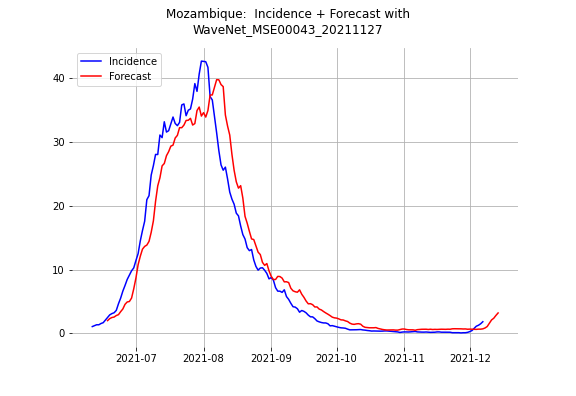 Mozambique:  Incidence + Forecast with
WaveNet_MSE00043_20211127
Incidence
Forecast
40
30
20
10
0
2021-07 2021-08 2021-09 2021-10 2021-11 2021-12